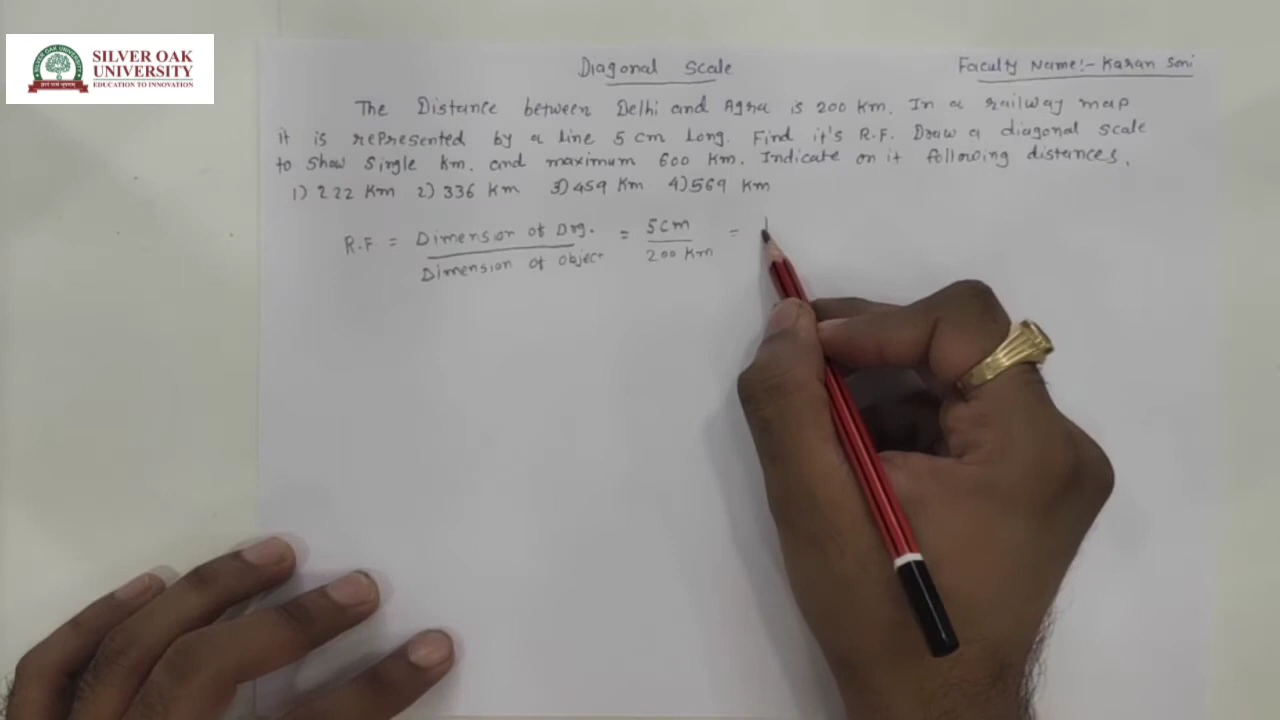 SILVER OAK
UNIVERSITY
EDUCATION TO INNOVATION
Diagonal Scale
Faculty Name:- Karan Soni
The Distance between Delhi and Agra is 200 Km. In a railway map
it is represented by a line 5 cm long. Find it's R.F. Draw a diagonal scale
to show single km. and maximum 600 Km. Indicate on it following distances.
1) 222 Km 2) 336 Km 3) 459 Km 4) 569 Km
R.F. = Dimension of Drg. / Dimension of object = 5cm / 200 Km =